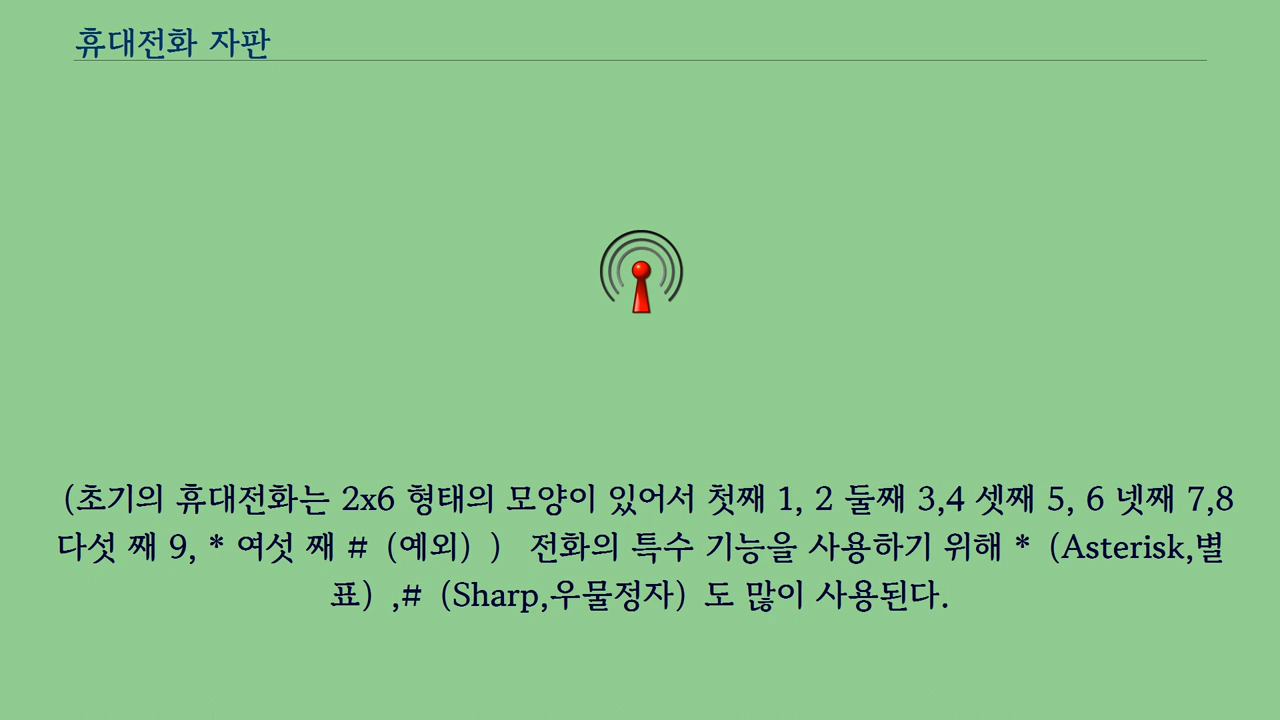 휴대전화 자판
(초기의 휴대전화는 2x6 형태의 모양이 있어서 첫째 1, 2 둘째 3,4 셋째 5, 6 넷째 7,8
다섯 째 9, * 여섯 째 # (예외) ) 전화의 특수 기능을 사용하기 위해 * (Asterisk,별
표) ,# (Sharp,우물정자) 도 많이 사용된다.